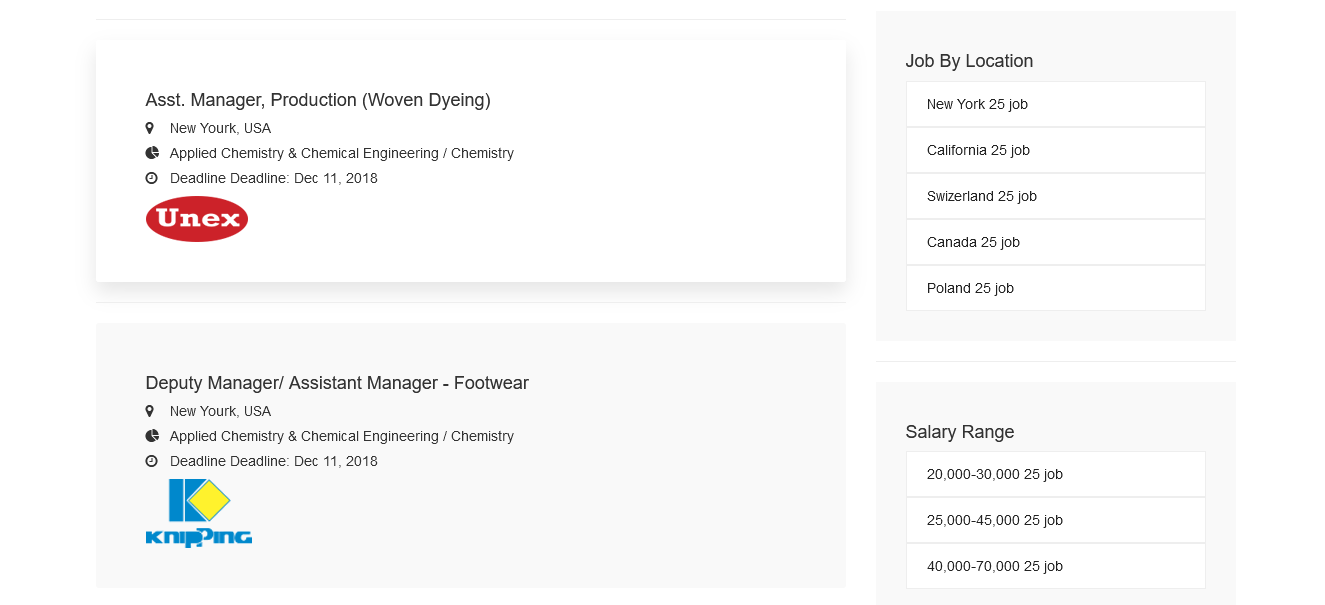 Asst. Manager, Production (Woven Dyeing)
New Yourk, USA
Applied Chemistry & Chemical Engineering / Chemistry
Deadline Deadline: Dec 11, 2018
Unex
Deputy Manager/ Assistant Manager - Footwear
New Yourk, USA
Applied Chemistry & Chemical Engineering / Chemistry
Deadline Deadline: Dec 11, 2018
KNIPPING
Job By Location
New York 25 job
California 25 job
Swizerland 25 job
Canada 25 job
Poland 25 job
Salary Range
20,000-30,000 25 job
25,000-45,000 25 job
40,000-70,000 25 job